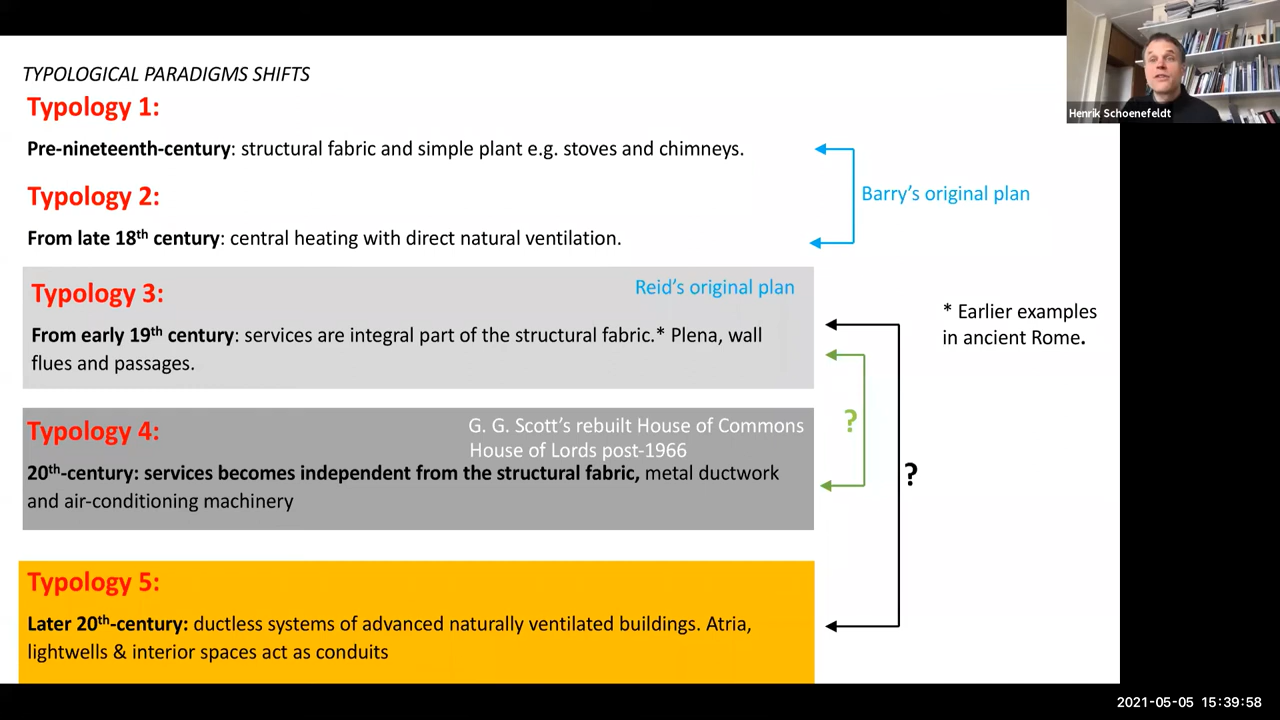 TYPOLOGICAL PARADIGMS SHIFTS
Typology 1:
Pre-nineteenth-century: structural fabric and simple plant e.g. stoves and chimneys.
Typology 2:
Barry’s original plan
From late 18th century: central heating with direct natural ventilation.
Typology 3:
Reid’s original plan
From early 19th century: services are integral part of the structural fabric.* Plena, wall
flues and passages.
* Earlier examples
in ancient Rome.
Typology 4:
G. G. Scott’s rebuilt House of Commons
House of Lords post-1966
20th-century: services becomes independent from the structural fabric, metal ductwork
and air-conditioning machinery
?
?
Typology 5:
Later 20th-century: ductless systems of advanced naturally ventilated buildings. Atria,
lightwells & interior spaces act as conduits
Henrik Schoenefeldt
2021-05-05 15:39:58